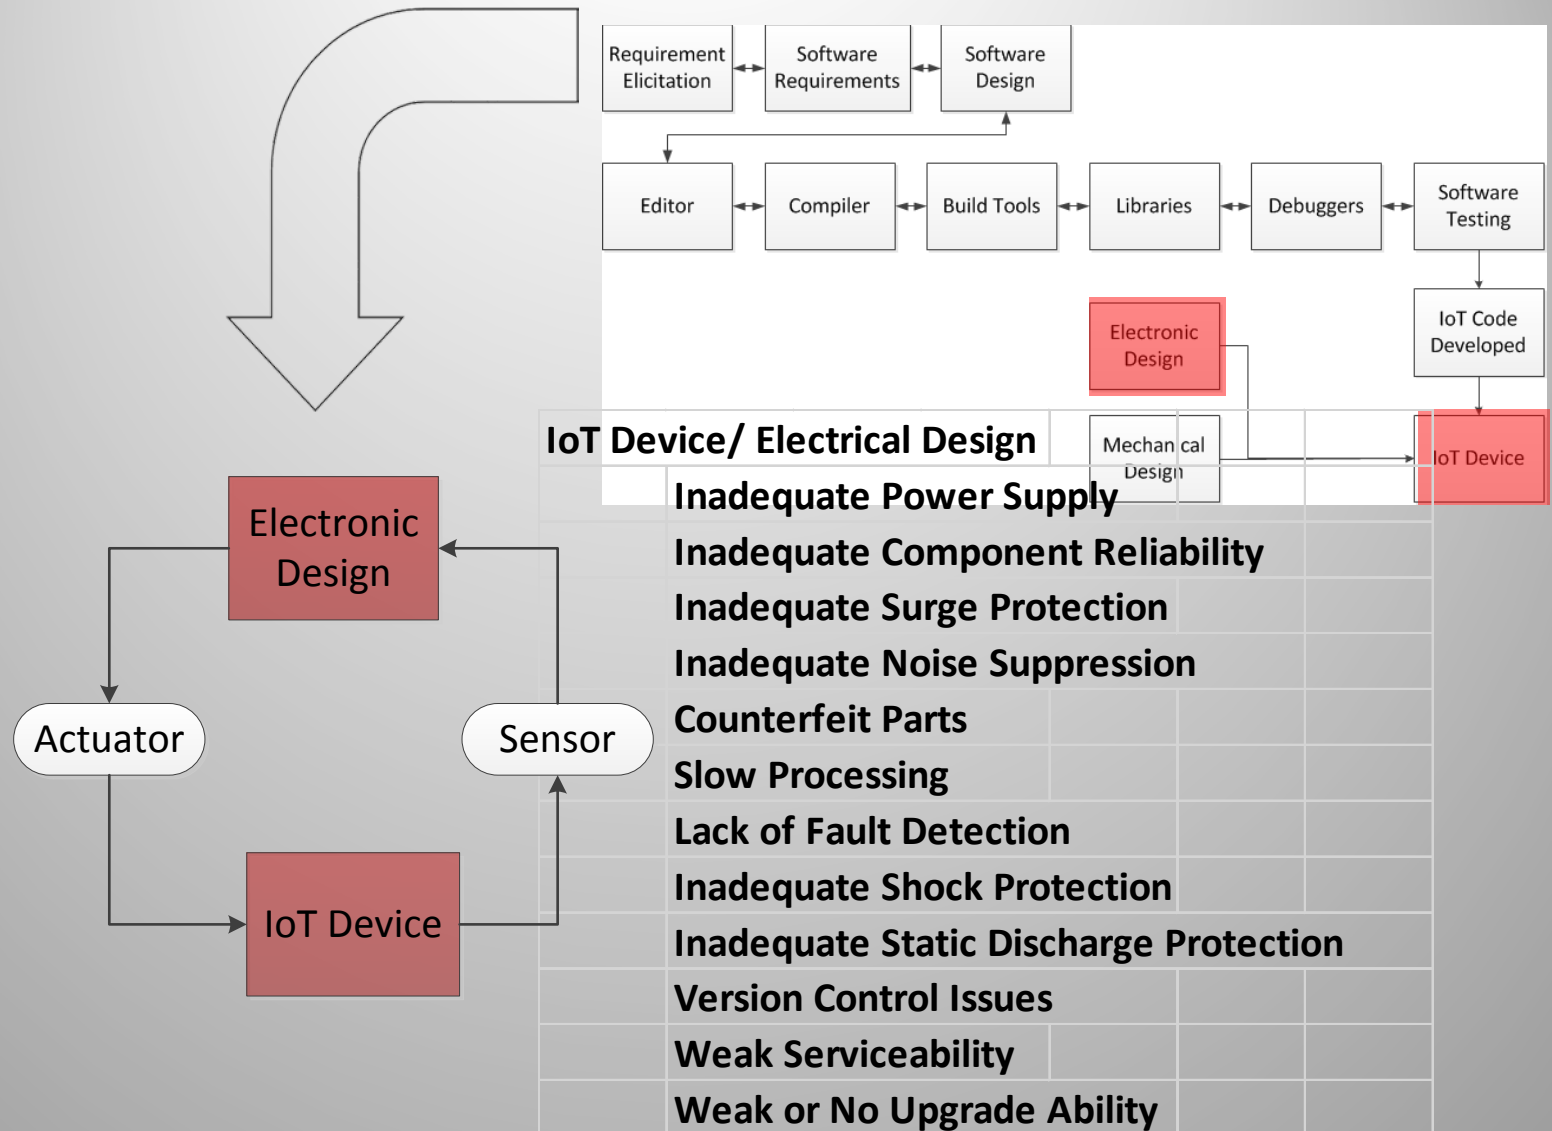 Requirement
Elicitation
Software
Requirements
Software
Design
Editor
Compiler
Build Tools
Libraries
Debuggers
Software
Testing
Electronic
Design
IoT Code
Developed
Mechanical
Design
IoT Device
IoT Device/ Electrical Design
Inadequate Power Supply
Inadequate Component Reliability
Inadequate Surge Protection
Inadequate Noise Suppression
Counterfeit Parts
Slow Processing
Lack of Fault Detection
Inadequate Shock Protection
Inadequate Static Discharge Protection
Version Control Issues
Weak Serviceability
Weak or No Upgrade Ability
Electronic
Design
Actuator
Sensor
IoT Device